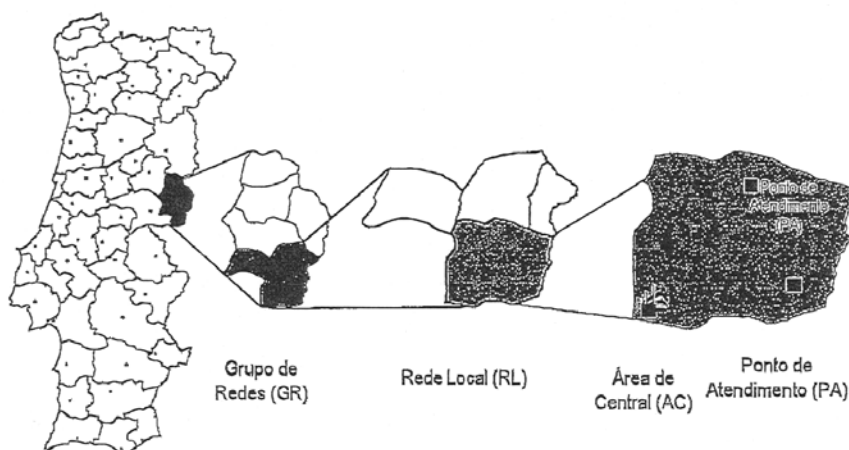 Ponto de
Atendimento
(PA)
Grupo de
Redes (GR)
Rede Local (RL)
Área de
Central (AC)
Ponto de
Atendimento (PA)